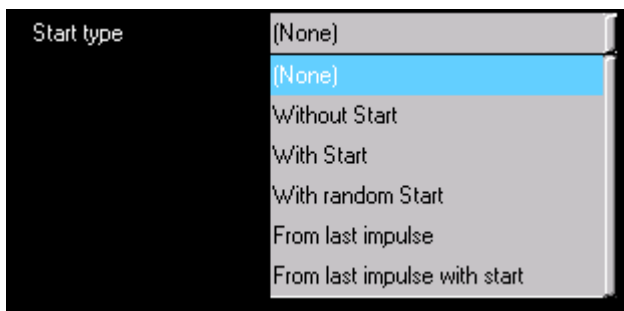 Start type (None)
(None)
Without Start
With Start
With random Start
From last impulse
From last impulse with start